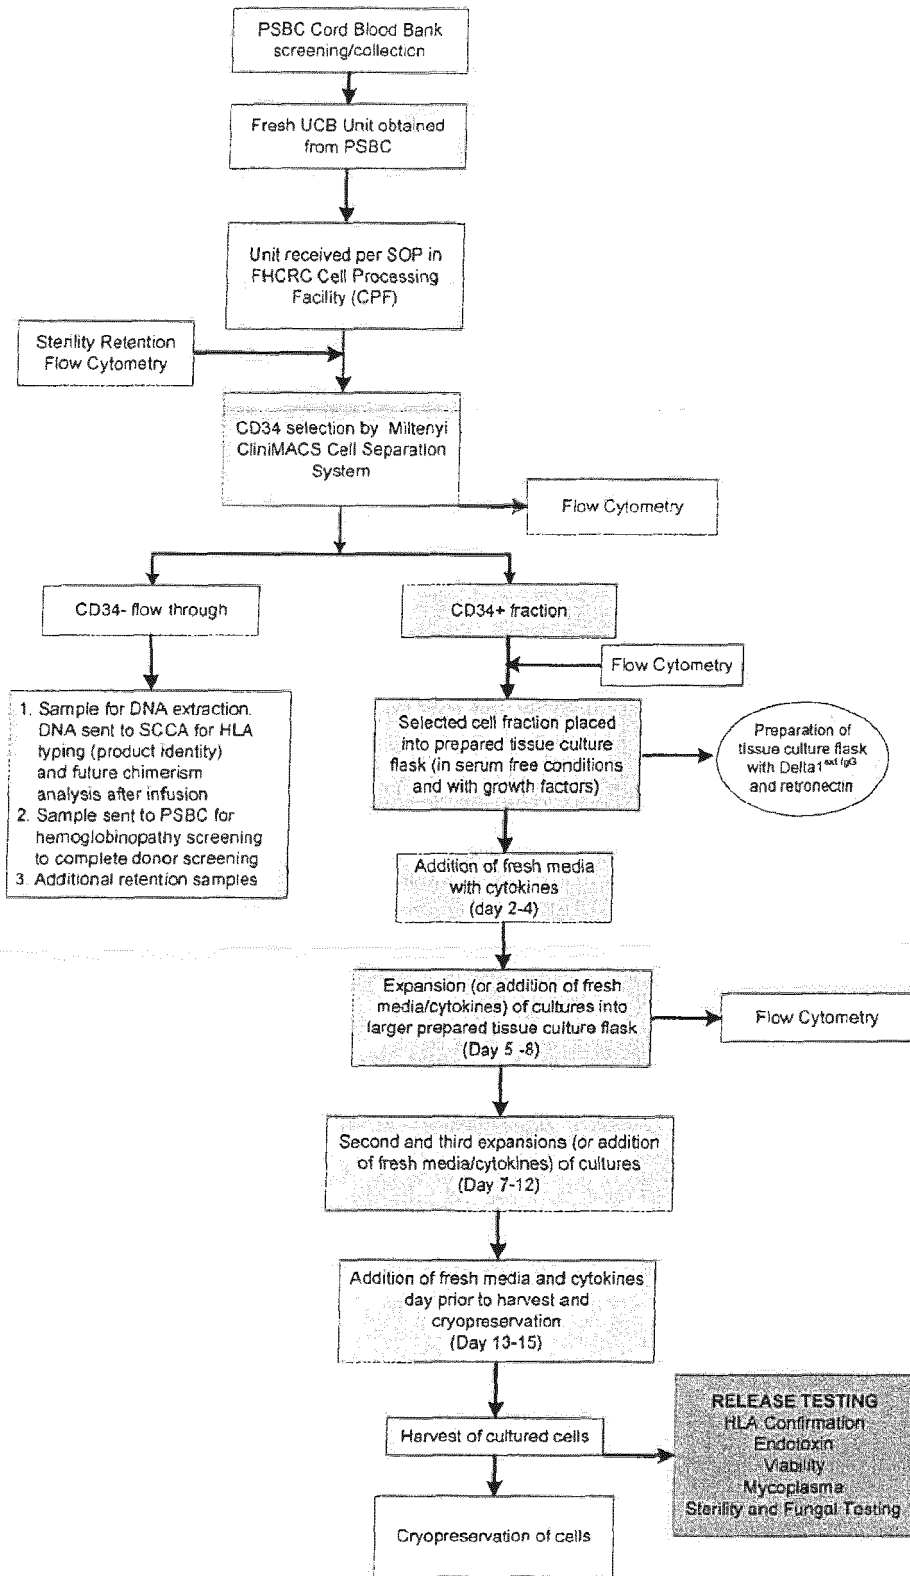 PSBC Cord Blood Bank
screening/collection
Fresh UCB Unit obtained
from PSBC
Unit received per SOP in
FHCRC Cell Processing
Facility (CPF)
Sterility Retention
Flow Cytometry
CD34 selection by Miltenyi
CliniMACS Cell Separation
System
Flow Cytometry
CD34- flow through
CD34+ fraction
Flow Cytometry
1. Sample for DNA extraction.
DNA sent to SCCA for HLA
typing (product identity)
and future chimerism
analysis after infusion
2. Sample sent to PSBC for
hemoglobinopathy screening
to complete donor screening
3. Additional retention samples
Selected cell fraction placed
into prepared tissue culture
flask (in serum free conditions
and with growth factors)
Preparation of
tissue culture flask
with Delta1ext IgG
and retronectin
Addition of fresh media
with cytokines
(day 2-4)
Expansion (or addition of fresh
media/cytokines) of cultures into
larger prepared tissue culture flask
(Day 5 -8)
Flow Cytometry
Second and third expansions (or addition
of fresh media/cytokines) of cultures
(Day 7-12)
Addition of fresh media and cytokines
day prior to harvest and
cryopreservation
(Day 13-15)
Harvest of cultured cells
RELEASE TESTING
HLA Confirmation
Endotoxin
Viability
Mycoplasma
Sterility and Fungal Testing
Cryopreservation of cells